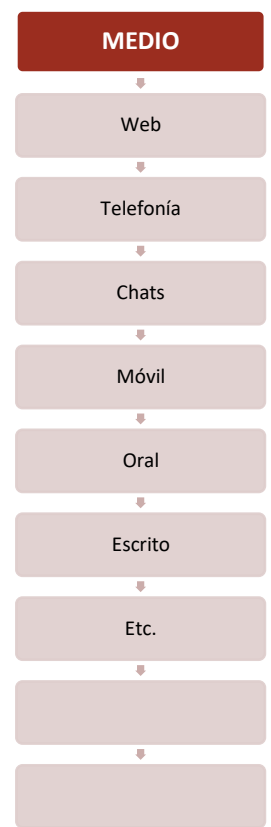 MEDIO
Web
Telefonía
Chats
Móvil
Oral
Escrito
Etc.